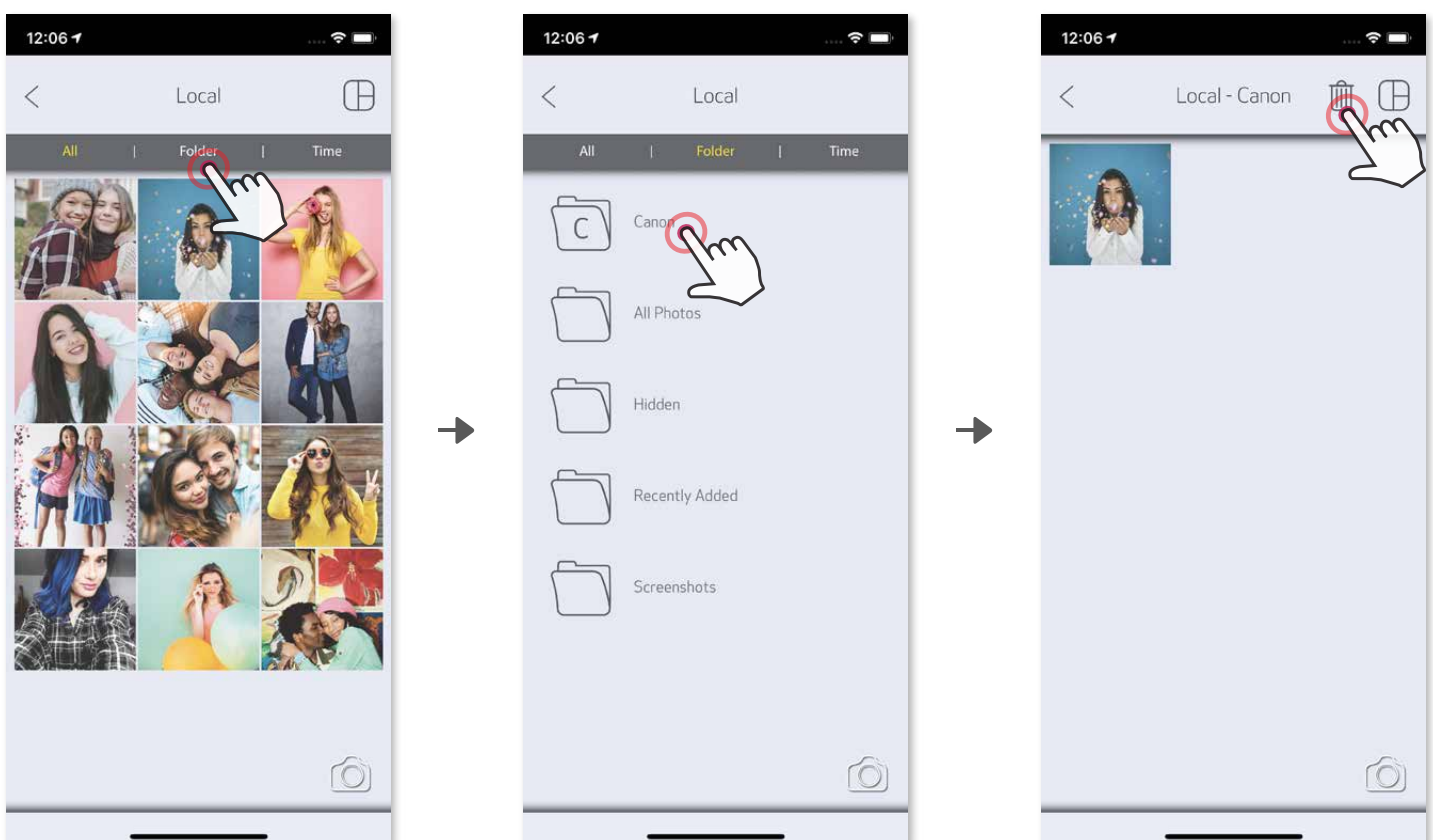 12:06
Local
All | Folder | Time
12:06
Local
All | Folder | Time
C Canon
All Photos
Hidden
Recently Added
Screenshots
12:06
Local - Canon